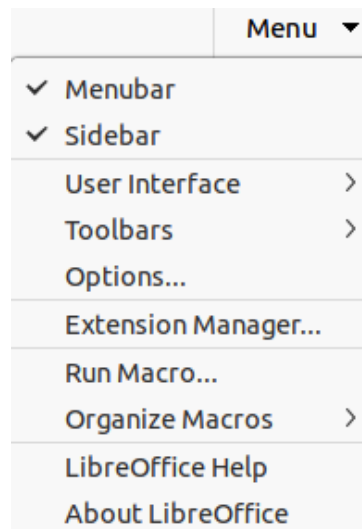 Menu
Menubar
Sidebar
User Interface
Toolbars
Options...
Extension Manager...
Run Macro...
Organize Macros
LibreOffice Help
About LibreOffice